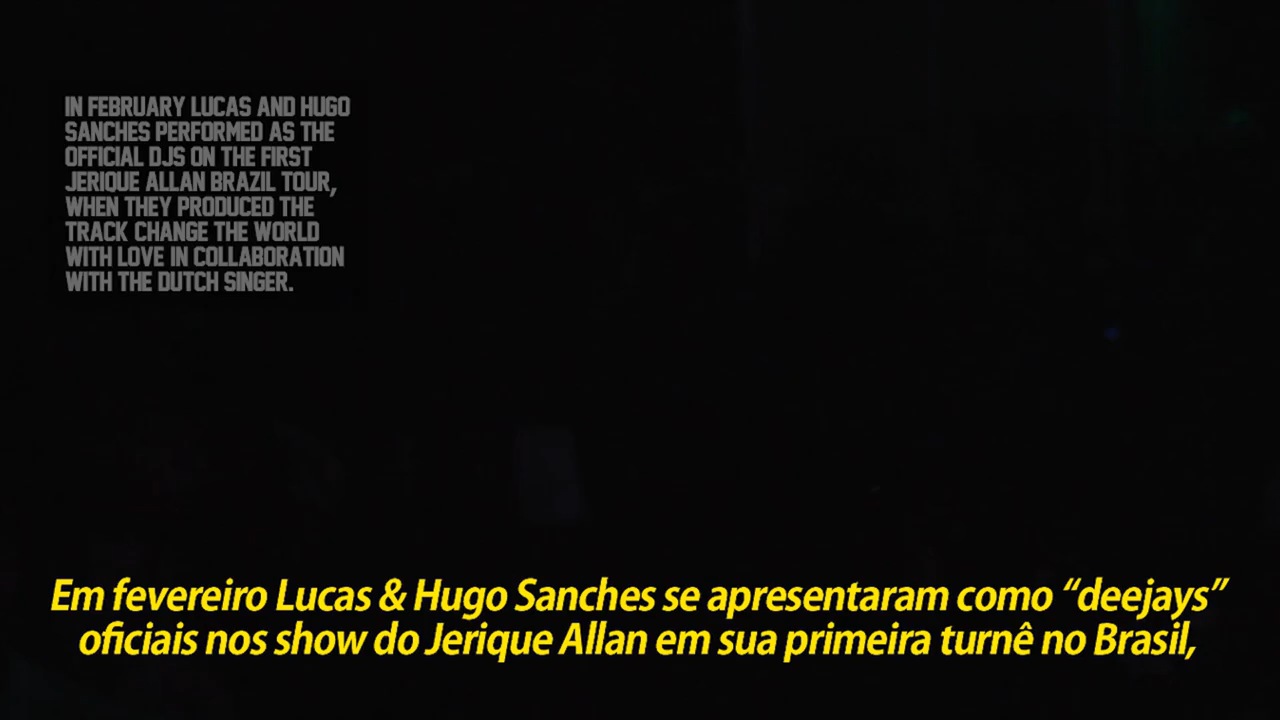 IN FEBRUARY LUCAS AND HUGO
SANCHES PERFORMED AS THE
OFFICIAL DJS ON THE FIRST
JERIQUE ALLAN BRAZIL TOUR,
WHEN THEY PRODUCED THE
TRACK CHANGE THE WORLD
WITH LOVE IN COLLABORATION
WITH THE DUTCH SINGER.
Em fevereiro Lucas & Hugo Sanches se apresentaram como “deejays”
oficiais nos show do Jerique Allan em sua primeira turnê no Brasil,